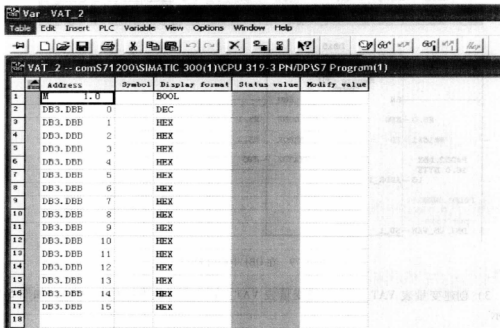 Var - VAT_2
Table Edit Insert PLC Variable View Options Window Help
VAT_2 -- comS71200\SIMATIC 300(1)\CPU 319-3 PN/DP\S7 Program(1)
Address Symbol Display format Status value Modify value
1 M 1.0 BOOL
2 DB3.DBB 0 DEC
3 DB3.DBB 1 HEX
4 DB3.DBB 2 HEX
5 DB3.DBB 3 HEX
6 DB3.DBB 4 HEX
7 DB3.DBB 5 HEX
8 DB3.DBB 6 HEX
9 DB3.DBB 7 HEX
10 DB3.DBB 8 HEX
11 DB3.DBB 9 HEX
12 DB3.DBB 10 HEX
13 DB3.DBB 11 HEX
14 DB3.DBB 12 HEX
15 DB3.DBB 13 HEX
16 DB3.DBB 14 HEX
17 DB3.DBB 15 HEX
18